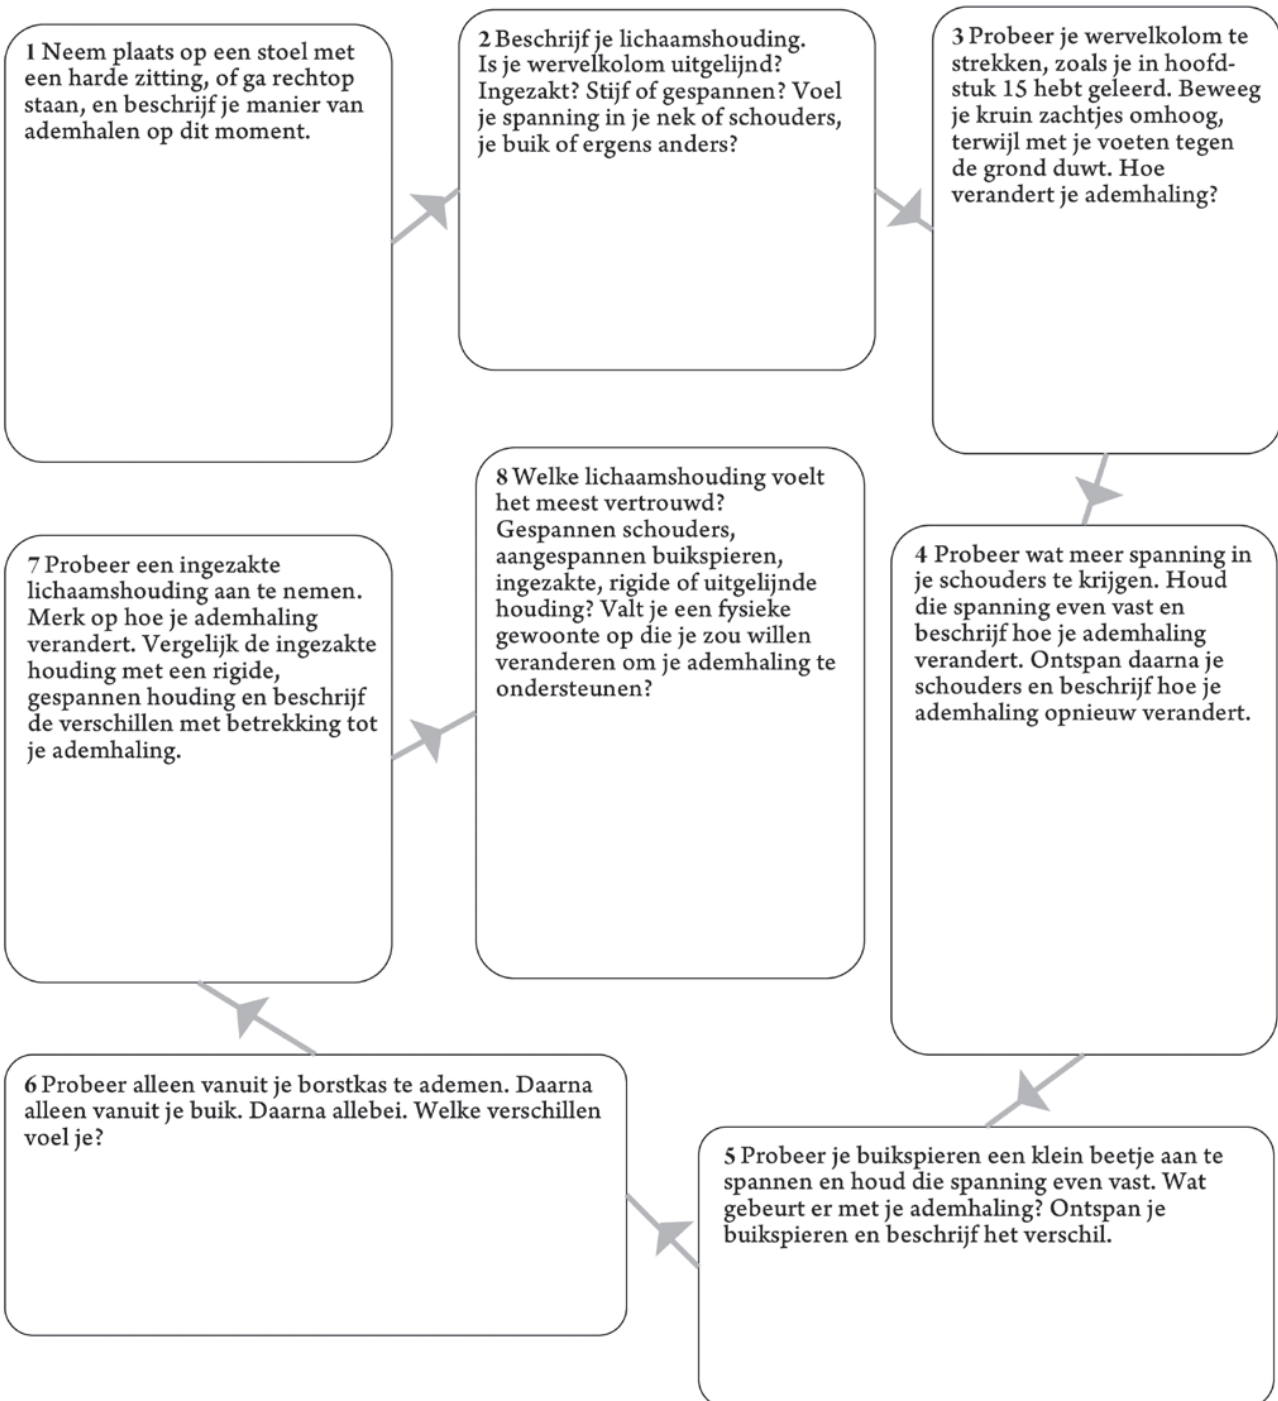 1 Neem plaats op een stoel met
een harde zitting, of ga rechtop
staan, en beschrijf je manier van
ademhalen op dit moment.
2 Beschrijf je lichaamshouding.
Is je wervelkolom uitgelijnd?
Ingezakt? Stijf of gespannen? Voel
je spanning in je nek of schouders,
je buik of ergens anders?
3 Probeer je wervelkolom te
strekken, zoals je in hoofd-
stuk 15 hebt geleerd. Beweeg
je kruin zachtjes omhoog,
terwijl met je voeten tegen
de grond duwt. Hoe
verandert je ademhaling?
4 Probeer wat meer spanning in
je schouders te krijgen. Houd
die spanning even vast en
beschrijf hoe je ademhaling
verandert. Ontspan daarna je
schouders en beschrijf hoe je
ademhaling opnieuw verandert.
5 Probeer je buikspieren een klein beetje aan te
spannen en houd die spanning even vast. Wat
gebeurt er met je ademhaling? Ontspan je
buikspieren en beschrijf het verschil.
6 Probeer alleen vanuit je borstkas te ademen. Daarna
alleen vanuit je buik. Daarna allebei. Welke verschillen
voel je?
7 Probeer een ingezakte
lichaamshouding aan te nemen.
Merk op hoe je ademhaling
verandert. Vergelijk de ingezakte
houding met een rigide,
gespannen houding en beschrijf
de verschillen met betrekking tot
je ademhaling.
8 Welke lichaamshouding voelt
het meest vertrouwd?
Gespannen schouders,
aangespannen buikspieren,
ingezakte, rigide of uitgelijnde
houding? Valt je een fysieke
gewoonte op die je zou willen
veranderen om je ademhaling te
ondersteunen?